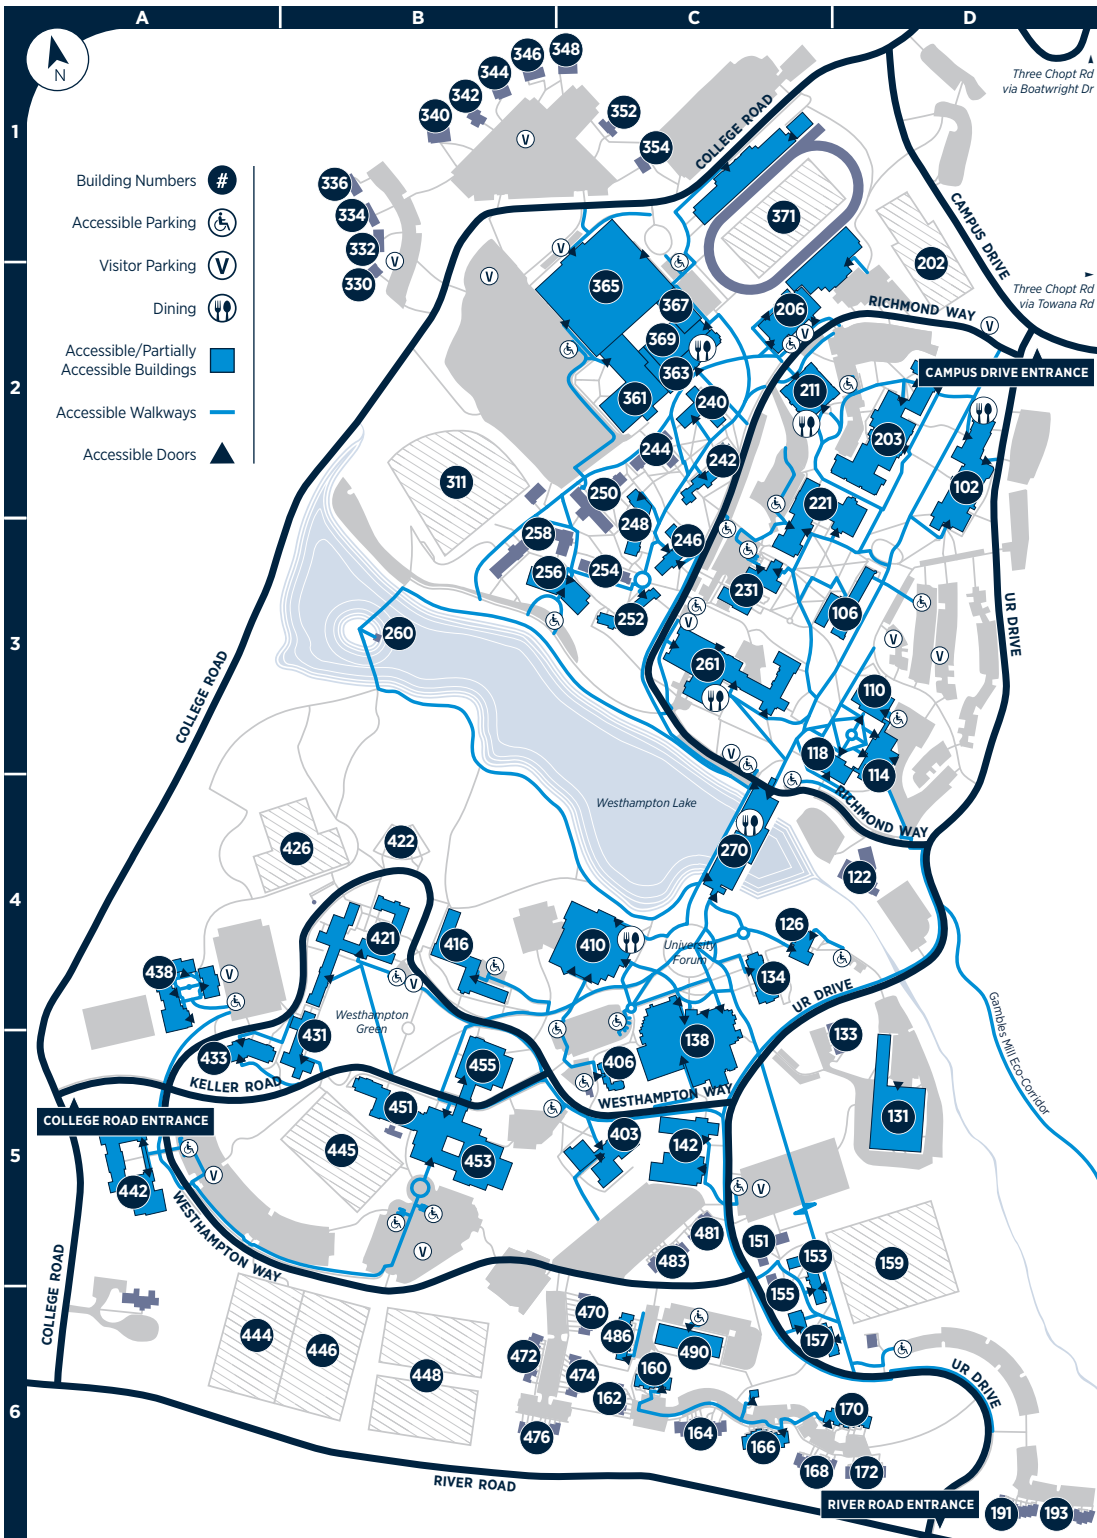 A
B
C
D
1
2
3
4
5
6
N
Building Numbers #
Accessible Parking
Visitor Parking V
Dining
Accessible/Partially
Accessible Buildings
Accessible Walkways
Accessible Doors
Three Chopt Rd
via Boatwright Dr
348
346
344
342
340
352
354
V
COLLEGE ROAD
336
334
332
330
V
371
CAMPUS DRIVE
202
Three Chopt Rd
via Towana Rd
V
V
365
367
369
363
361
206
V
RICHMOND WAY
V
CAMPUS DRIVE ENTRANCE
211
240
203
244
242
102
311
250
221
248
258
246
256
254
231
252
106
V
UR DRIVE
260
V
V
261
COLLEGE ROAD
110
118
114
V
Westhampton Lake
RICHMOND WAY
270
426
422
122
421
416
410
126
University
Forum
438
V
V
134
UR DRIVE
Westhampton
Green
Gambles Mill Eco-Corridor
431
433
138
133
455
406
KELLER ROAD
WESTHAMPTON WAY
COLLEGE ROAD ENTRANCE
451
131
403
142
445
453
V
442
V
WESTHAMPTON WAY
V
481
151
153
483
159
155
COLLEGE ROAD
444
446
448
470
486
472
490
157
474
160
162
UR DRIVE
476
164
166
170
168
172
RIVER ROAD
RIVER ROAD ENTRANCE
191
193